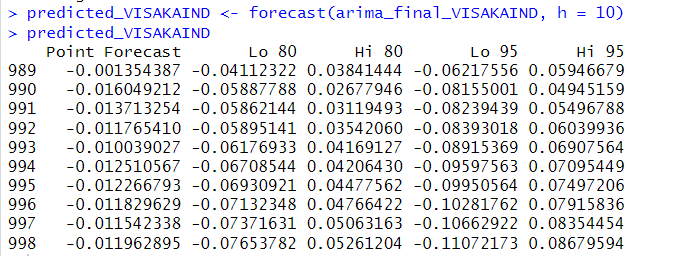 > predicted_VISAKAIND <- forecast(arima_final_VISAKAIND, h = 10)
> predicted_VISAKAIND
Point Forecast Lo 80 Hi 80 Lo 95 Hi 95
989 -0.001354387 -0.04112322 0.03841444 -0.06217556 0.05946679
990 -0.016049212 -0.05887788 0.02677946 -0.08155001 0.04945159
991 -0.013713254 -0.05862144 0.03119493 -0.08239439 0.05496788
992 -0.011765410 -0.05895141 0.03542060 -0.08393018 0.06039936
993 -0.010039027 -0.06176933 0.04169127 -0.08915369 0.06907564
994 -0.012510567 -0.06708544 0.04206430 -0.09597563 0.07095449
995 -0.012266793 -0.06930921 0.04477562 -0.09950564 0.07497206
996 -0.011829629 -0.07132348 0.04766422 -0.10281762 0.07915836
997 -0.011542338 -0.07371631 0.05063163 -0.10662922 0.08354454
998 -0.011962895 -0.07653782 0.05261204 -0.11072173 0.08679594